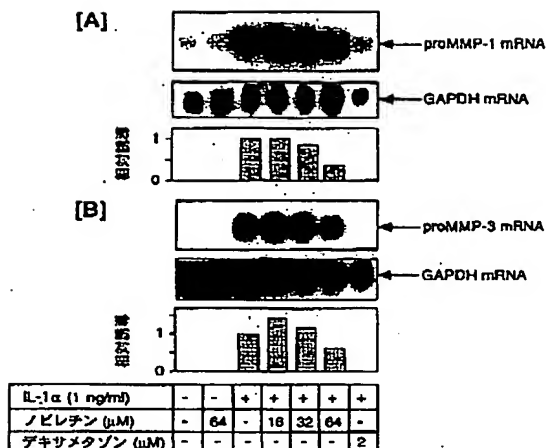 [A]
proMMP-1 mRNA
GAPDH mRNA
相対誘導
1
0
[B]
proMMP-3 mRNA
GAPDH mRNA
相対誘導
1
0
IL-1α (1 ng/ml) - - + + + + +
ノビレチン (μM) - 64 - 16 32 64 -
デキサメタゾン (μM) - - - - - - 2